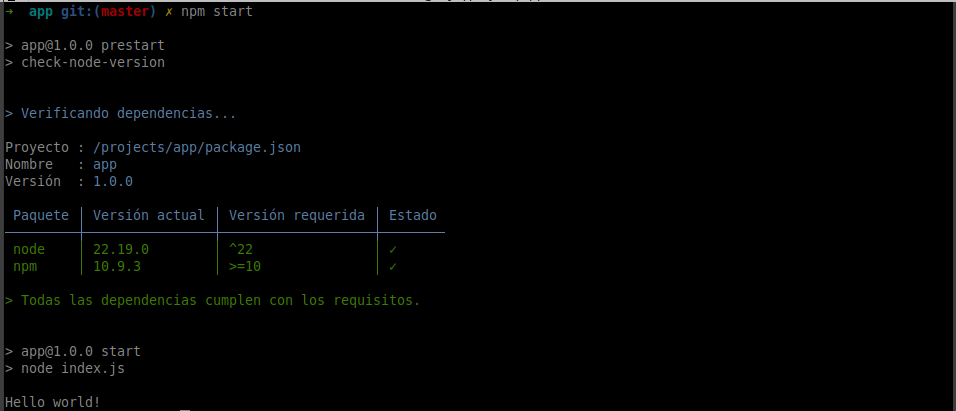 ➜ app git:(master) ✗ npm start
> app@1.0.0 prestart
> check-node-version
> Verificando dependencias...
Proyecto : /projects/app/package.json
Nombre : app
Versión : 1.0.0
Paquete │ Versión actual │ Versión requerida │ Estado
node │ 22.19.0 │ ^22 │ ✓
npm │ 10.9.3 │ >=10 │ ✓
> Todas las dependencias cumplen con los requisitos.
> app@1.0.0 start
> node index.js
Hello world!